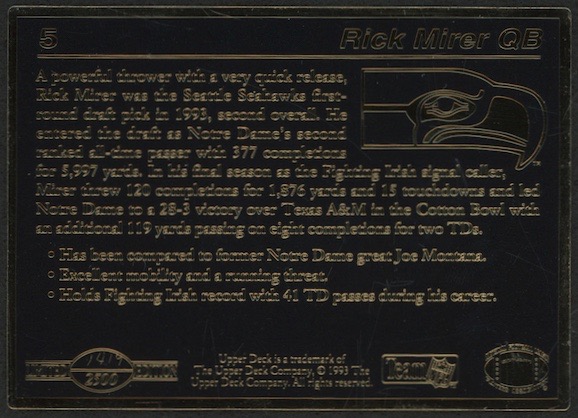 5 Rick Mirer QB
A powerful thrower with a very quick release,
Rick Mirer was the Seattle Seahawks first-
round draft pick in 1993, second overall. He
entered the draft as Notre Dame's second
ranked all-time passer with 377 completions
for 5,997 yards. In his final season as the Fighting Irish signal caller,
Mirer threw 120 completions for 1,876 yards and 15 touchdowns and led
Notre Dame to a 28-3 victory over Texas A&M in the Cotton Bowl with
an additional 119 yards passing on eight completions for two TDs.
• Has been compared to former Notre Dame great Joe Montana.
• Excellent mobility and a running threat.
• Holds Fighting Irish record with 41 TD passes during his career.
LIMITED 2500 EDITION
Upper Deck is a trademark of
The Upper Deck Company, © 1993 The
Upper Deck Company. All rights reserved.
Team NFL